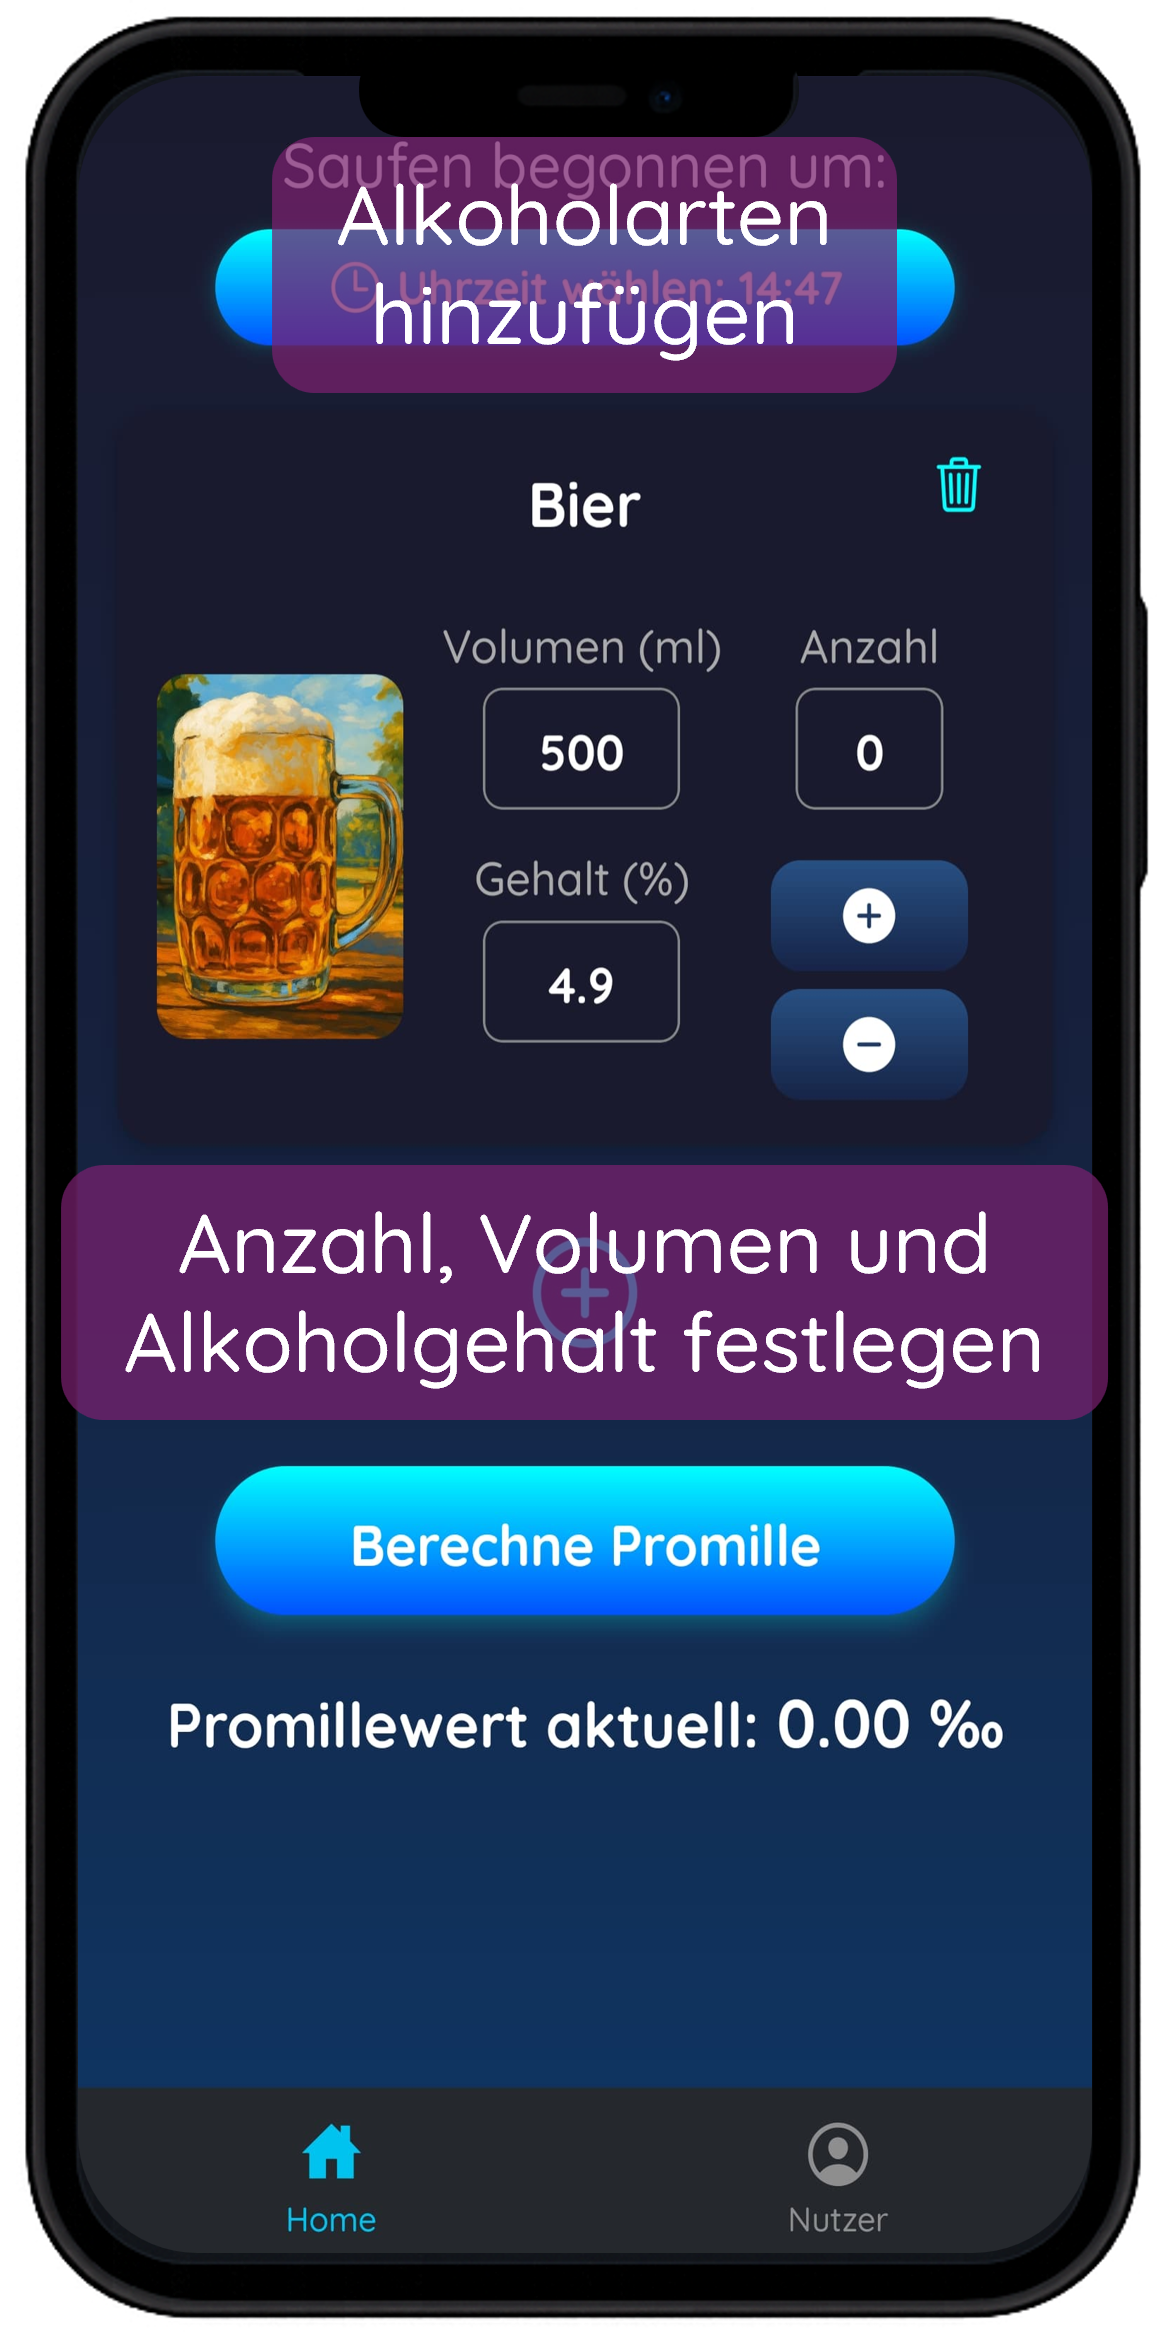 Saufen begonnen um:
Alkoholarten
Uhrzeit wählen: 14:47
hinzufügen
Bier
Volumen (ml) Anzahl
500 0
Gehalt (%)
4.9
Anzahl, Volumen und
Alkoholgehalt festlegen
Berechne Promille
Promillewert aktuell: 0.00 ‰
Home Nutzer